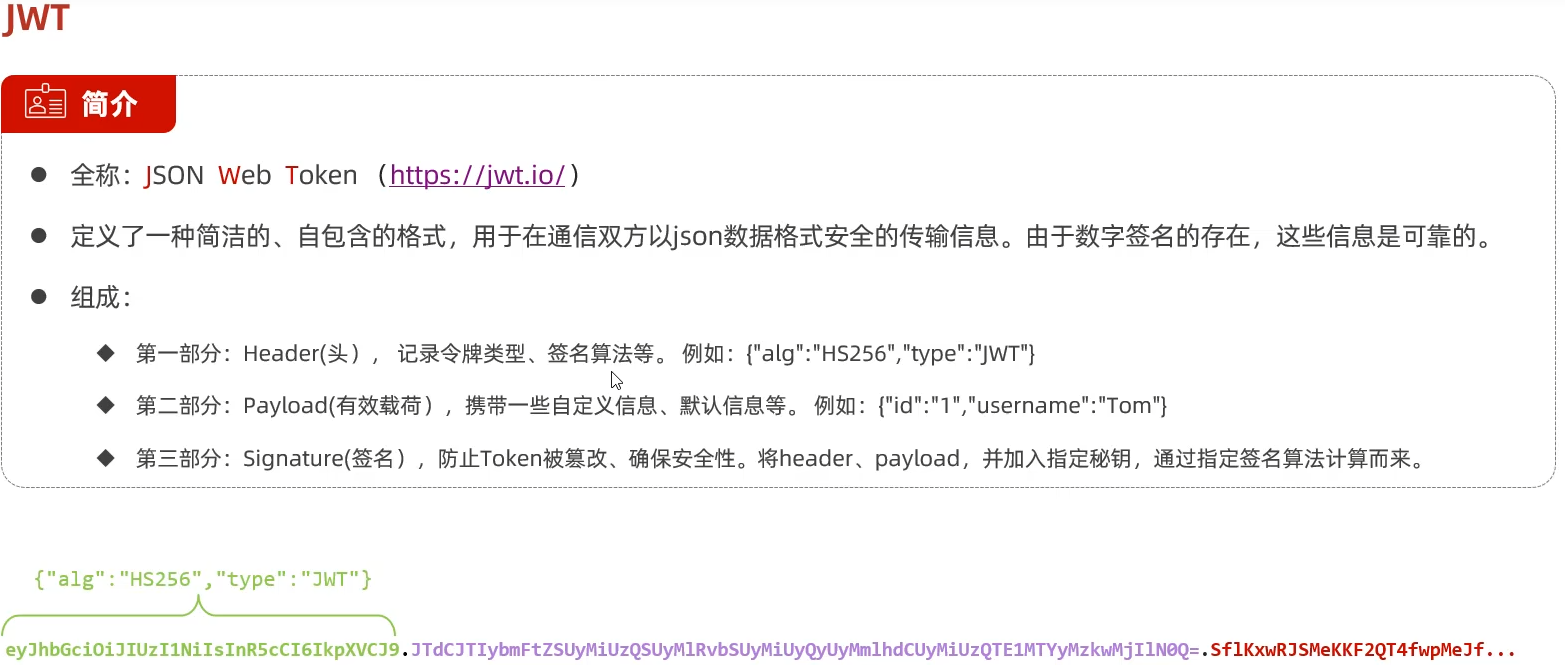 JWT
简介
全称：JSON Web Token （https://jwt.io/）
定义了一种简洁的、自包含的格式，用于在通信双方以json数据格式安全的传输信息。由于数字签名的存在，这些信息是可靠的。
组成：
第一部分：Header(头）， 记录令牌类型、签名算法等。 例如：{"alg":"HS256","type":"JWT"}
第二部分：Payload(有效载荷），携带一些自定义信息、默认信息等。 例如：{"id":"1","username":"Tom"}
第三部分：Signature(签名），防止Token被篡改、确保安全性。将header、payload，并加入指定秘钥，通过指定签名算法计算而来。
{"alg":"HS256","type":"JWT"}
eyJhbGciOiJIUzI1NiIsInR5cCI6IkpXVCJ9.JTdCJTIybmFtZSUyMiUzQSUyMlRvbSUyMiUyQyUyMmlhdCUyMiUzQTE1MTYyMzkwMjIlN0Q=.SflKxwRJSMeKKF2QT4fwpMeJf...